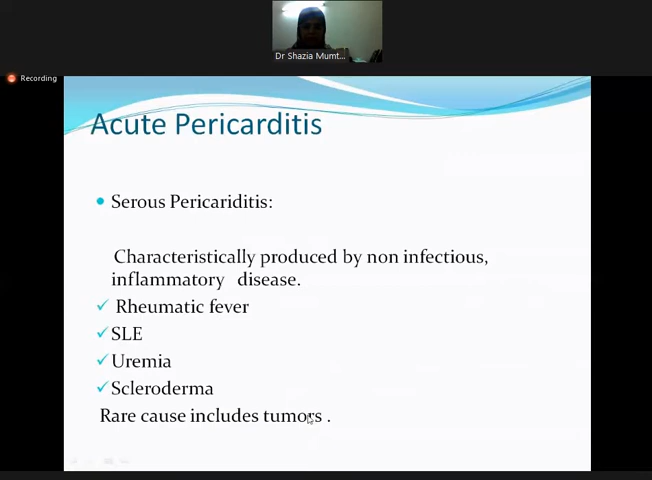 Dr Shazia Mumt...
Recording
Acute Pericarditis
Serous Pericariditis:
Characteristically produced by non infectious,
inflammatory disease.
Rheumatic fever
SLE
Uremia
Scleroderma
Rare cause includes tumors .